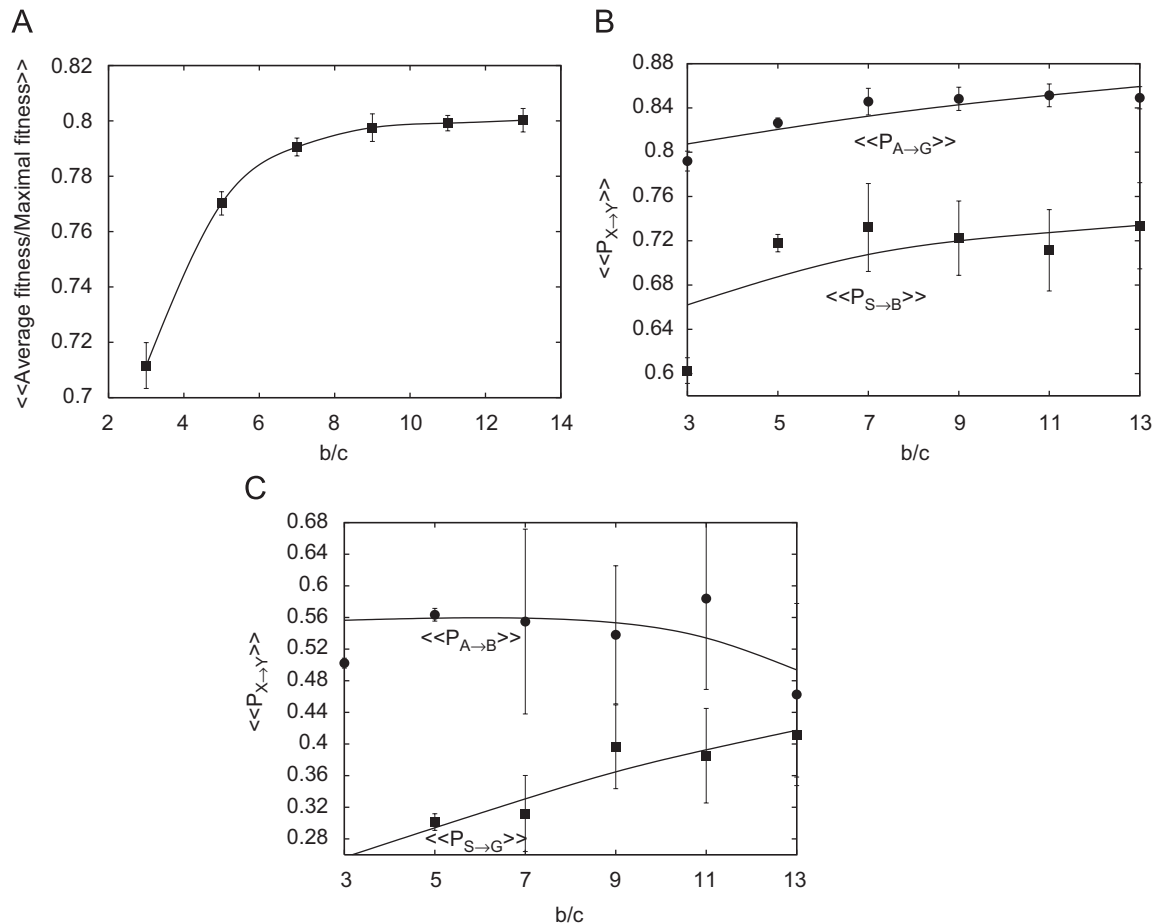 A
<<Average fitness/Maximal fitness>>
0.82
0.8
0.78
0.76
0.74
0.72
0.7
2 4 6 8 10 12 14
b/c
B
<<P_{X→Y}>>
0.88
0.84
0.8
0.76
0.72
0.68
0.64
0.6
<<P_{A→G}>>
<<P_{S→B}>>
3 5 7 9 11 13
b/c
C
<<P_{X→Y}>>
0.68
0.64
0.6
0.56
0.52
0.48
0.44
0.4
0.36
0.32
0.28
<<P_{A→B}>>
<<P_{S→G}>>
3 5 7 9 11 13
b/c